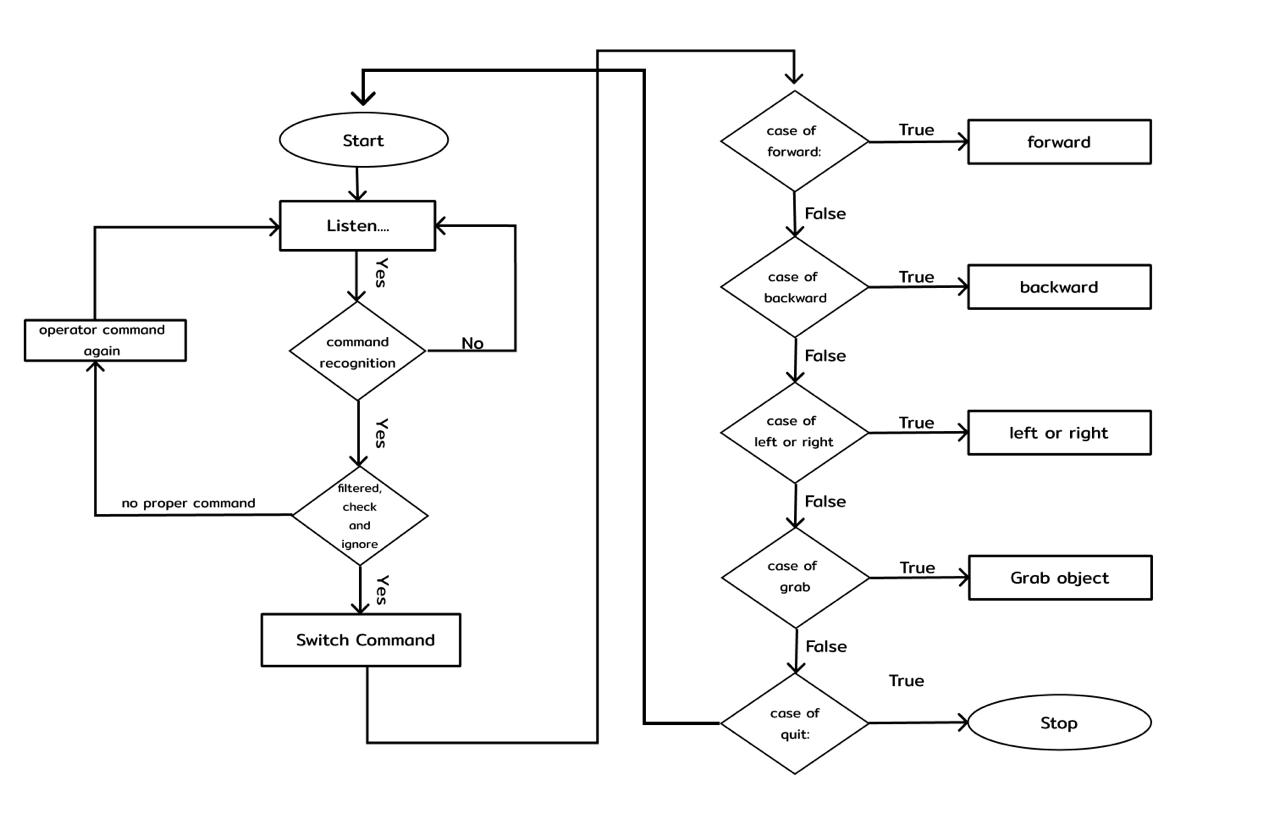 Start
Listen....
Yes
command
recognition
No
operator command
again
Yes
filtered,
check
and
ignore
no proper command
Yes
Switch Command
case of
forward:
True
forward
False
case of
backward
True
backward
False
case of
left or right
True
left or right
False
case of
grab
True
Grab object
False
case of
quit:
True
Stop